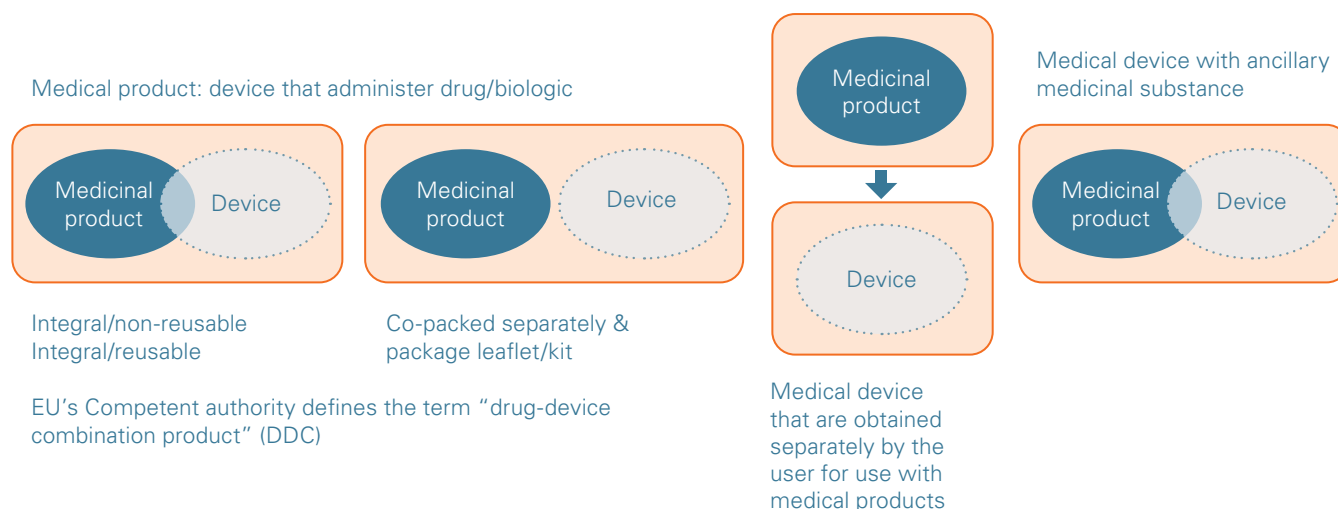 Medical product: device that administer drug/biologic
Medicinal
product
Device
Integral/non-reusable
Integral/reusable
Medicinal
product
Device
Co-packed separately &
package leaflet/kit
EU's Competent authority defines the term “drug-device
combination product” (DDC)
Medicinal
product
Device
Medical device
that are obtained
separately by the
user for use with
medical products
Medical device with ancillary
medicinal substance
Medicinal
product
Device